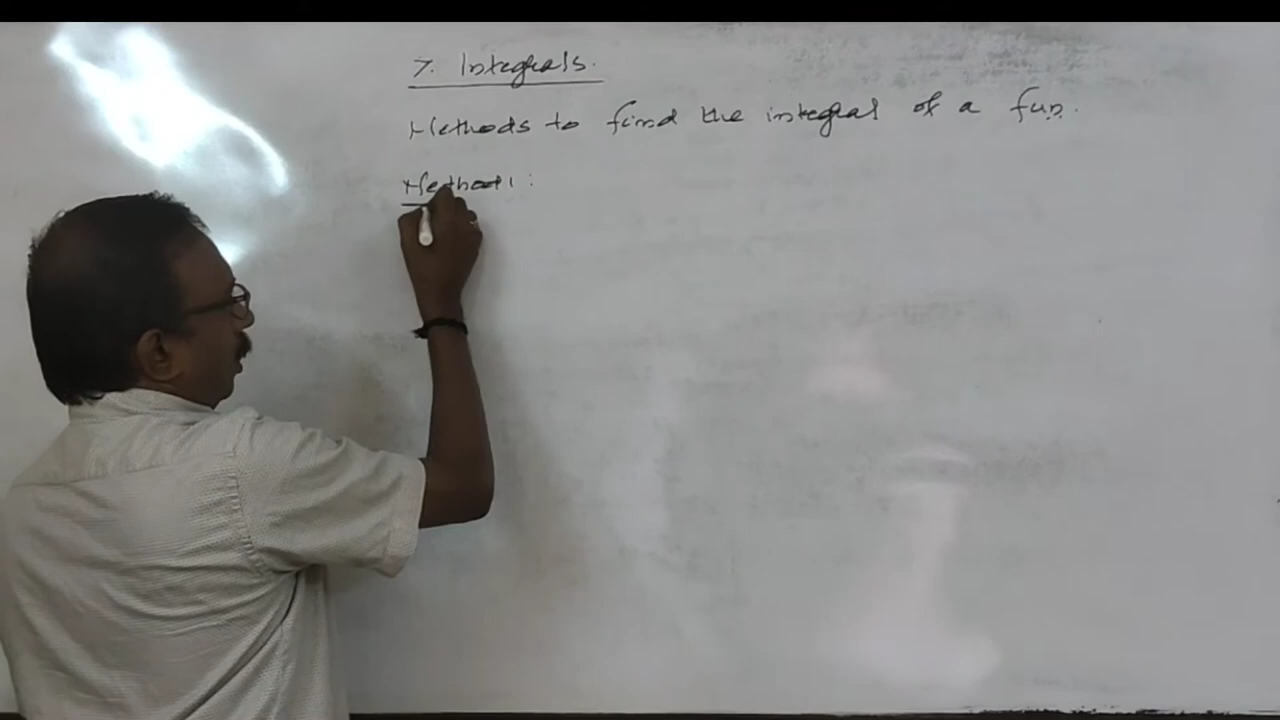 7. Integrals.
Methods to find the integral of a fun.
Method 1 :